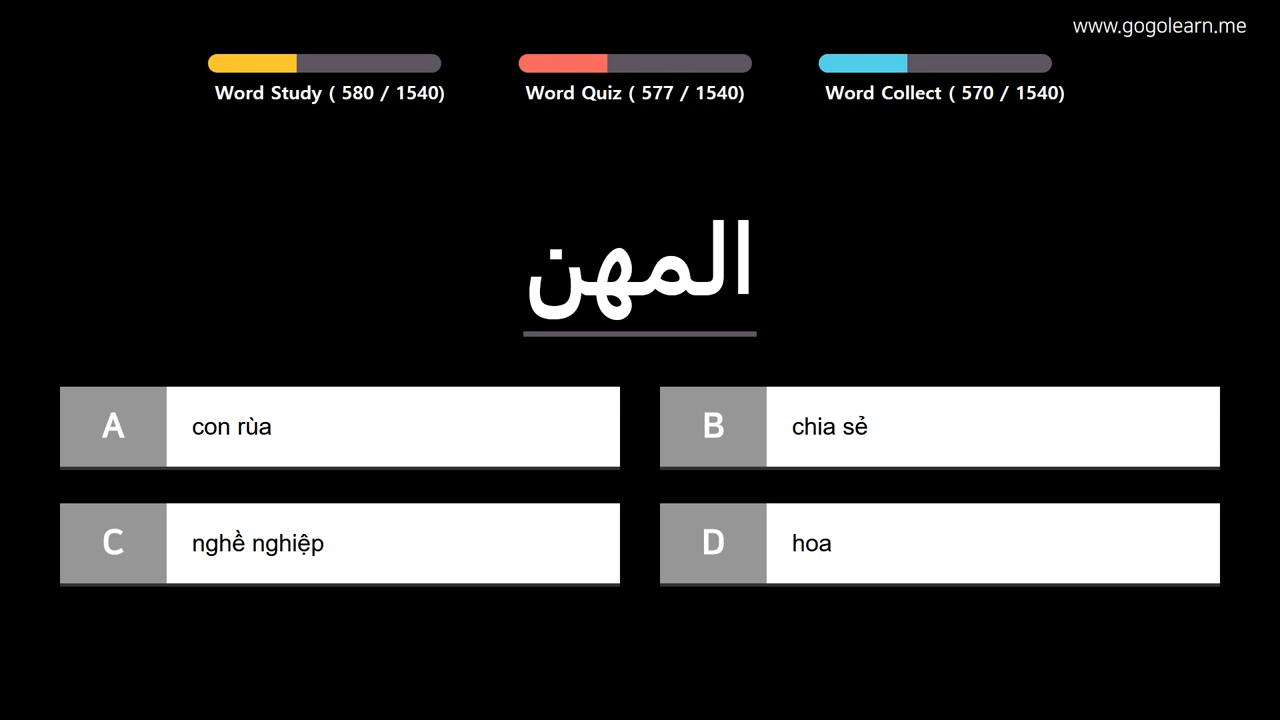 www.gogolearn.me
Word Study ( 580 / 1540)
Word Quiz ( 577 / 1540)
Word Collect ( 570 / 1540)
المهن
A
con rùa
B
chia sẻ
C
nghề nghiệp
D
hoa